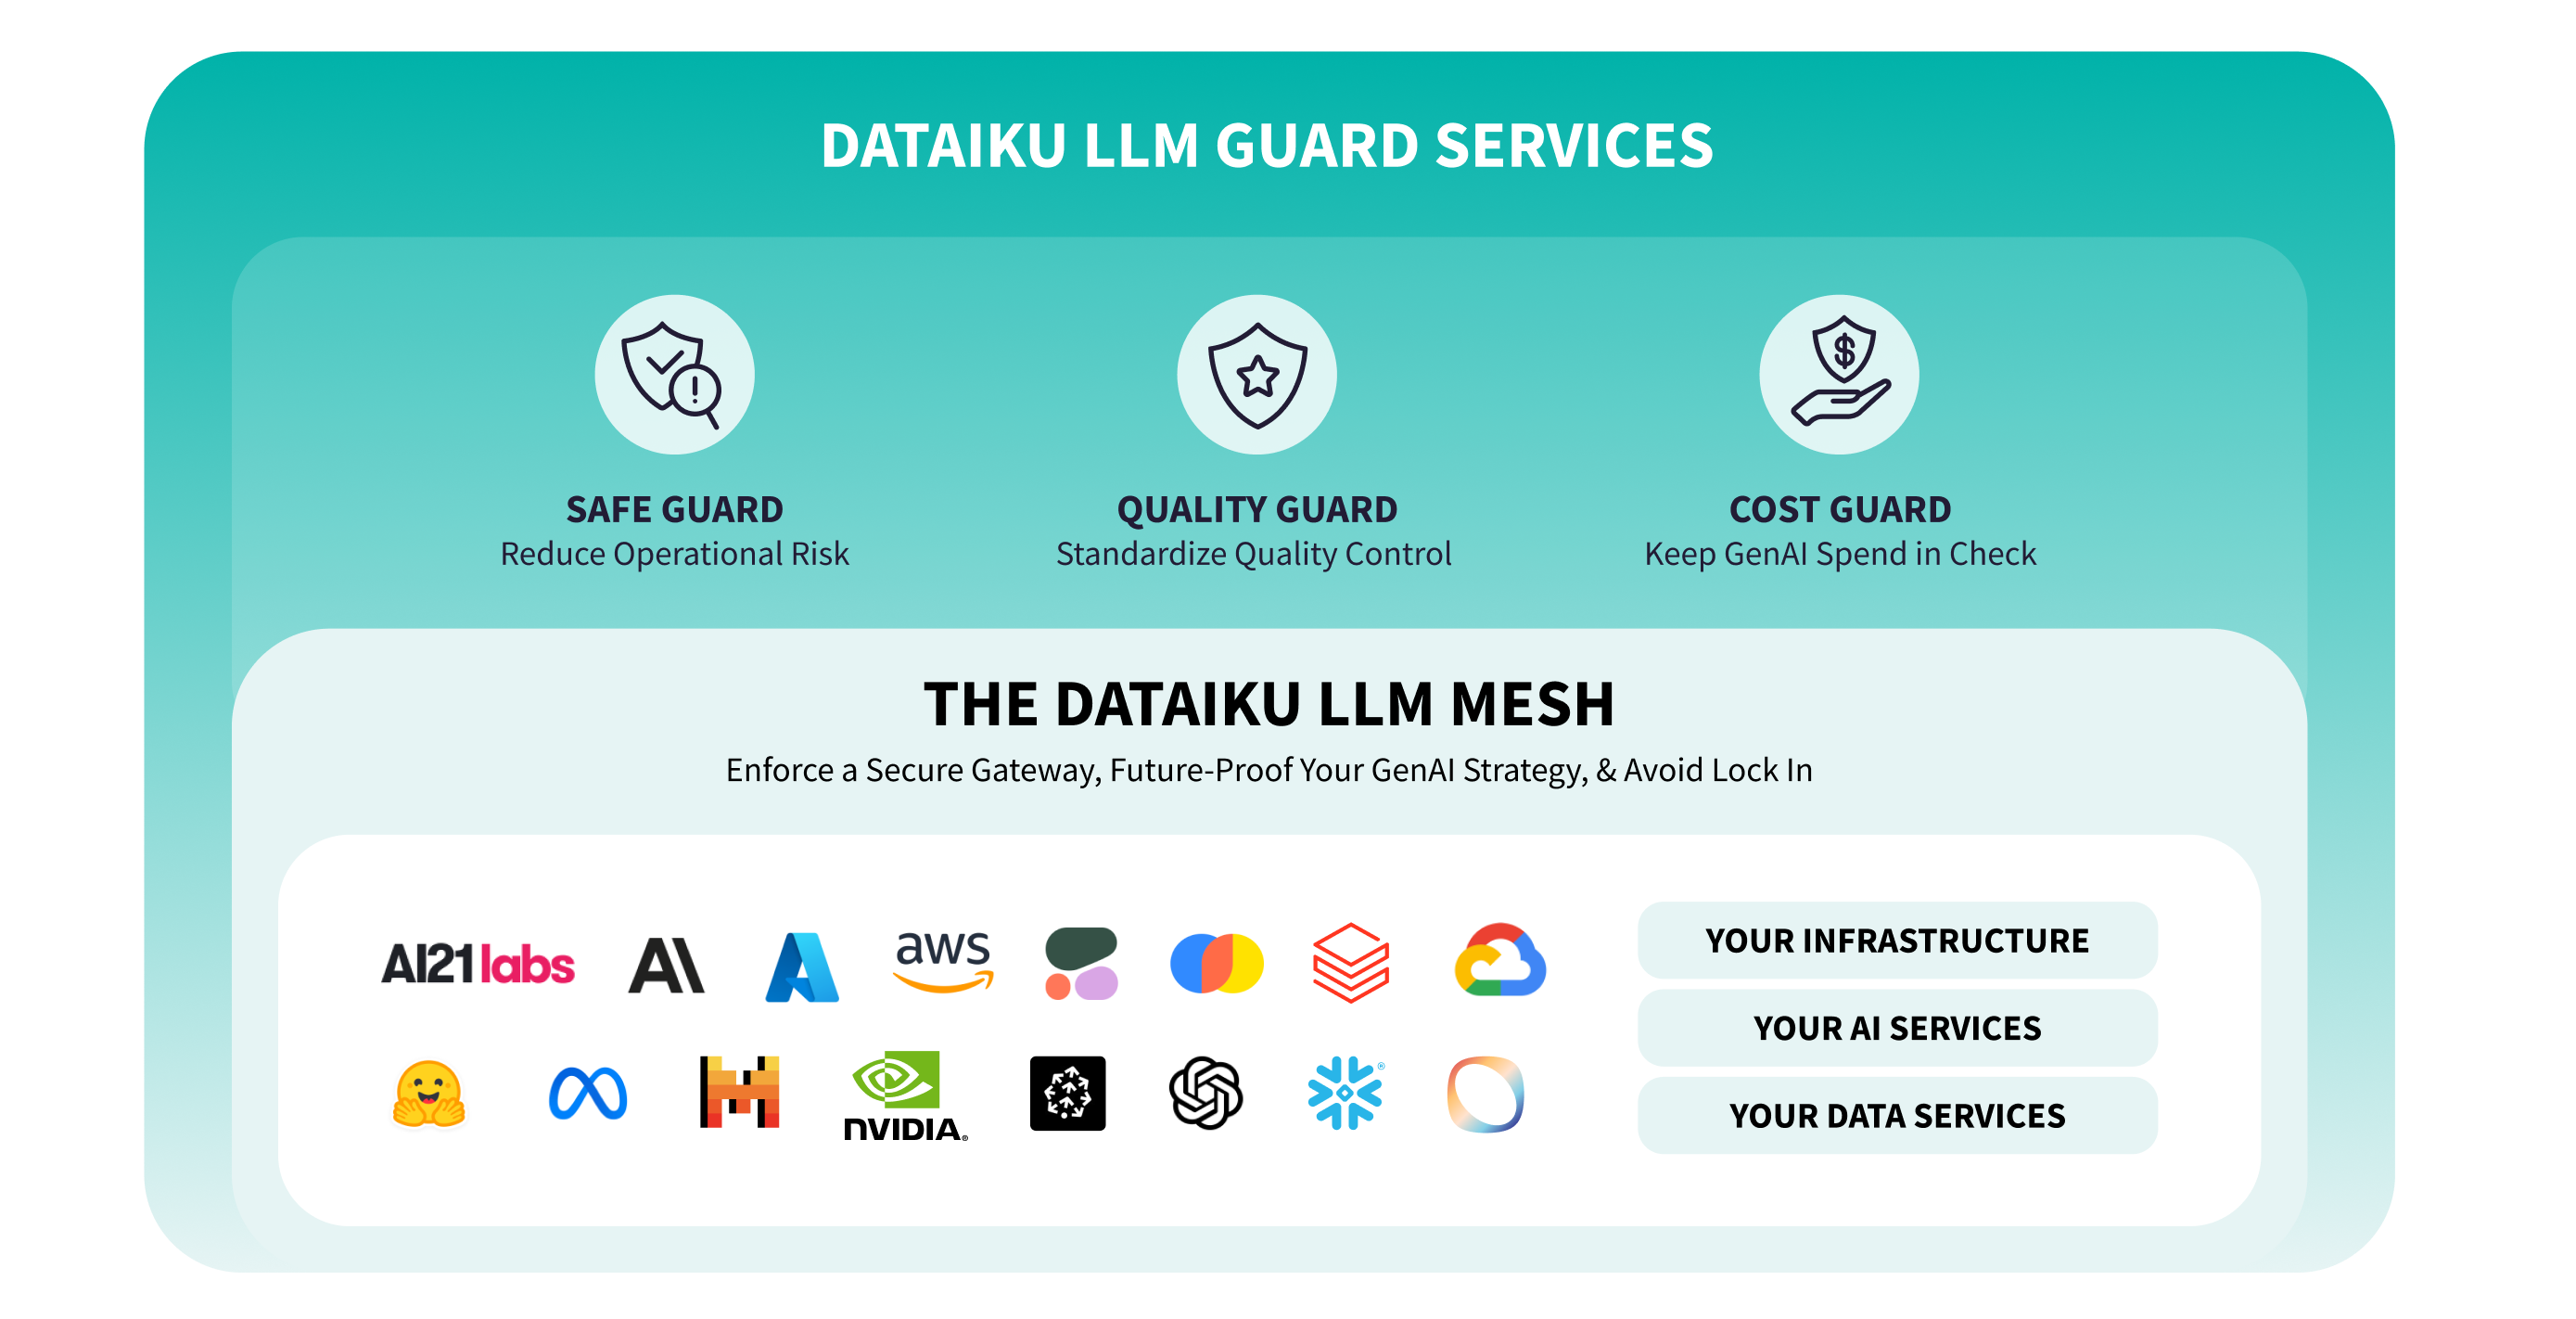 DATAIKU LLM GUARD SERVICES
SAFE GUARD
Reduce Operational Risk
QUALITY GUARD
Standardize Quality Control
COST GUARD
Keep GenAI Spend in Check
THE DATAIKU LLM MESH
Enforce a Secure Gateway, Future-Proof Your GenAI Strategy, & Avoid Lock In
AI21 labs
A\
aws
NVIDIA®
®
YOUR INFRASTRUCTURE
YOUR AI SERVICES
YOUR DATA SERVICES